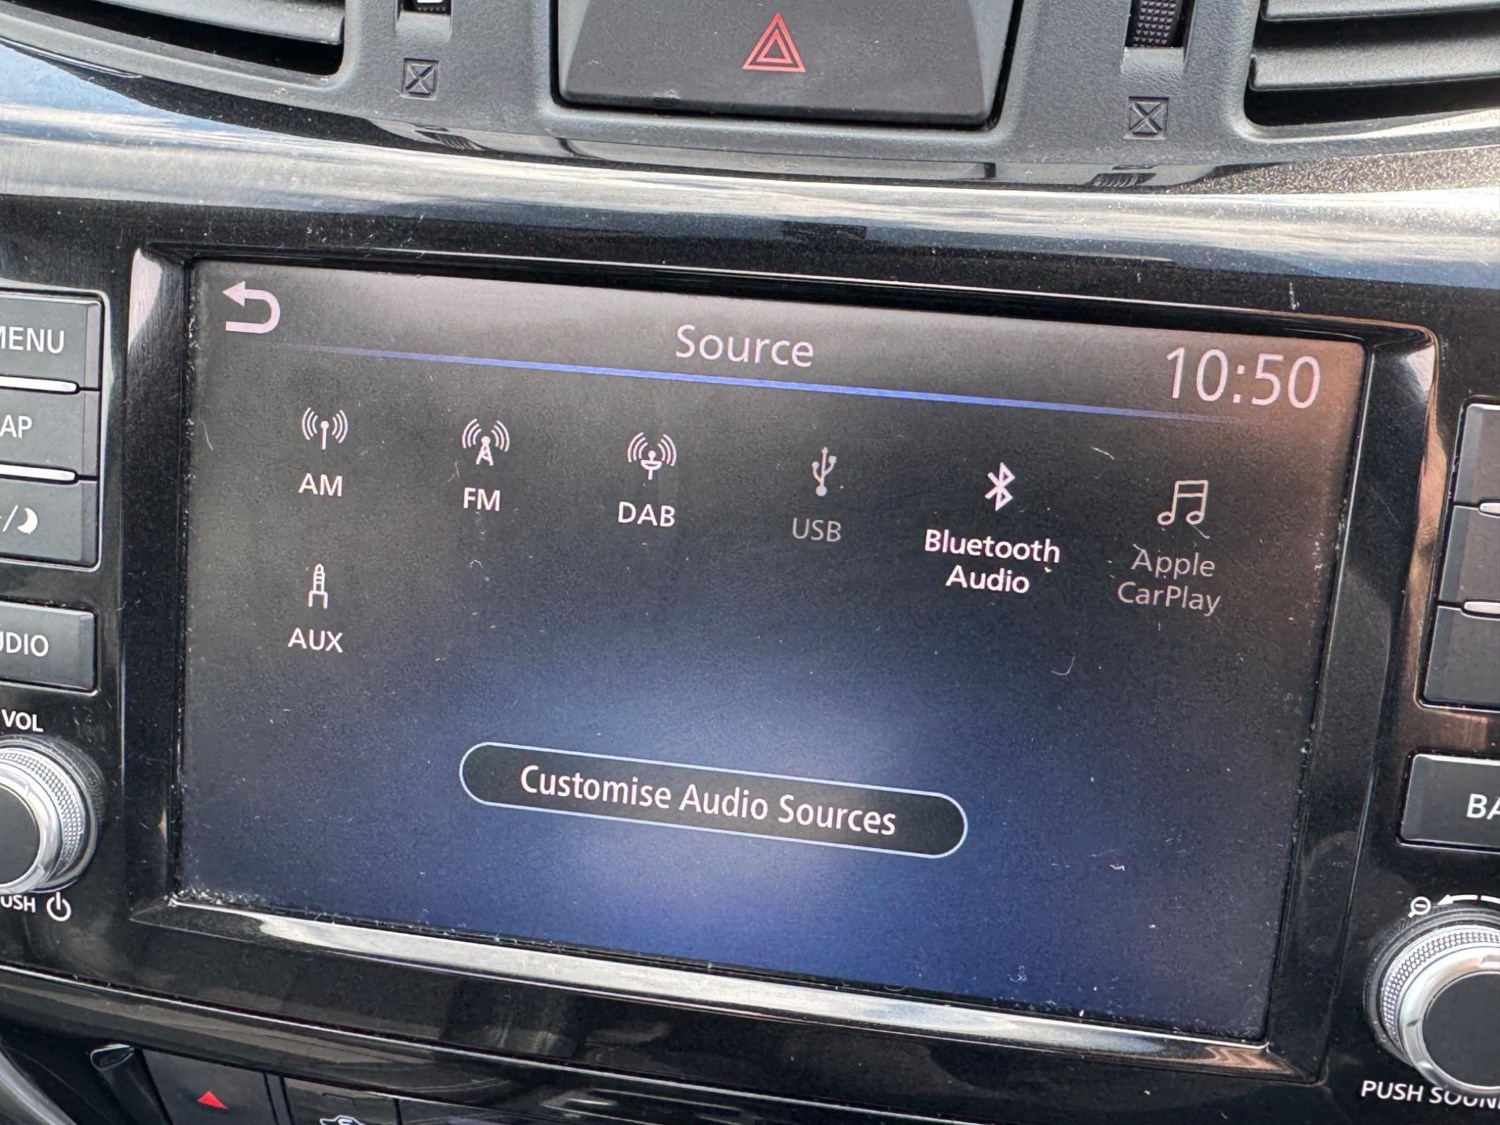 MENU
Source
10:50
AP
AM
FM
DAB
USB
Bluetooth
Audio
Apple
CarPlay
AUX
DIO
VOL
Customise Audio Sources
BA
USH
PUSH SOUN